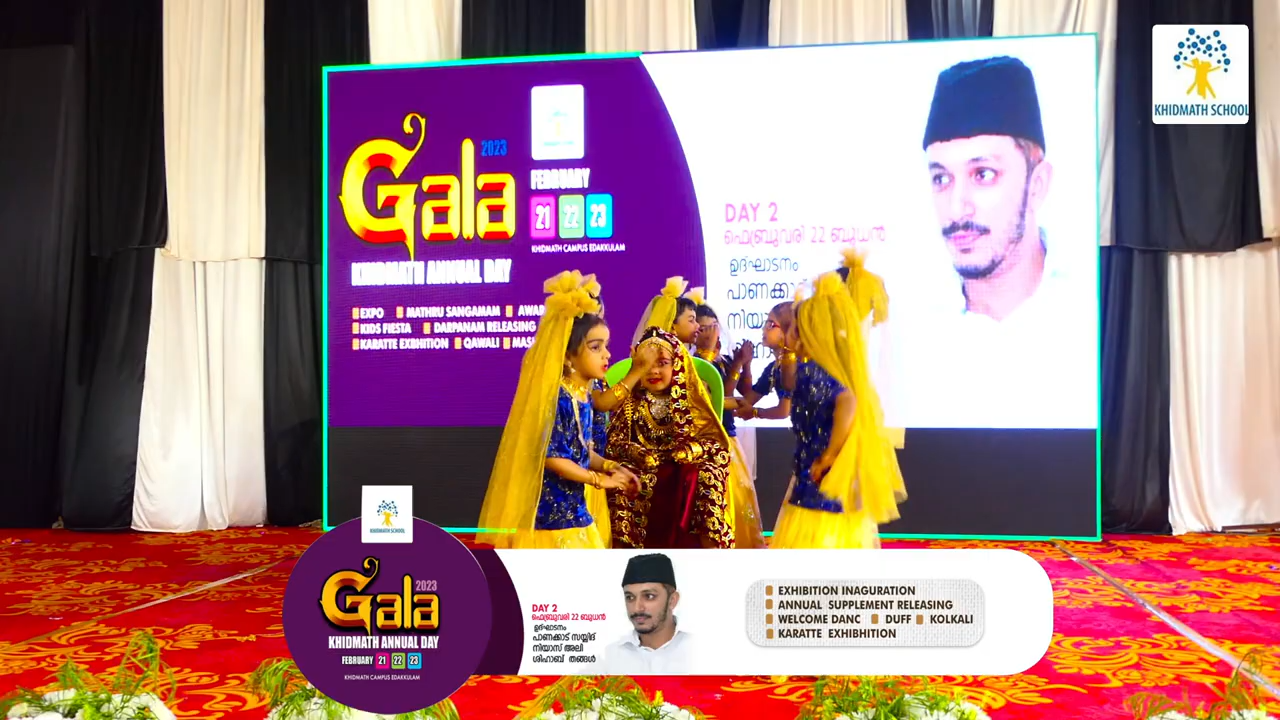 KHIDMATH SCHOOL
Gala 2023
KHIDMATH ANNUAL DAY
FEBRUARY
21 22 23
KHIDMATH CAMPUS EDAKKULAM
EXPO MATHRU SANGAMAM
KIDS FIESTA DARPANAM RELEASING
KARATTE EXBHITION QAWALI
DAY 2
ഫെബ്രുവരി 22 ബുധൻ
ഉദ്ഘാടനം
പാണക്കാട്
KHIDMATH SCHOOL
Gala 2023
KHIDMATH ANNUAL DAY
FEBRUARY 21 22 23
KHIDMATH CAMPUS EDAKKULAM
DAY 2
ഫെബ്രുവരി 22 ബുധൻ
ഉദ്ഘാടനം
പാണക്കാട് സയ്യിദ്
നിയാസ് അലി
ശിഹാബ് തങ്ങൾ
EXHIBITION INAGURATION
ANNUAL SUPPLEMENT RELEASING
WELCOME DANC DUFF KOLKALI
KARATTE EXHIBHITION